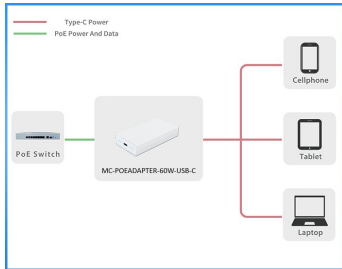 Type-C Power
PoE Power And Data
Cellphone
PoE Switch
MC-POEADAPTER-60W-USB-C
Tablet
Laptop